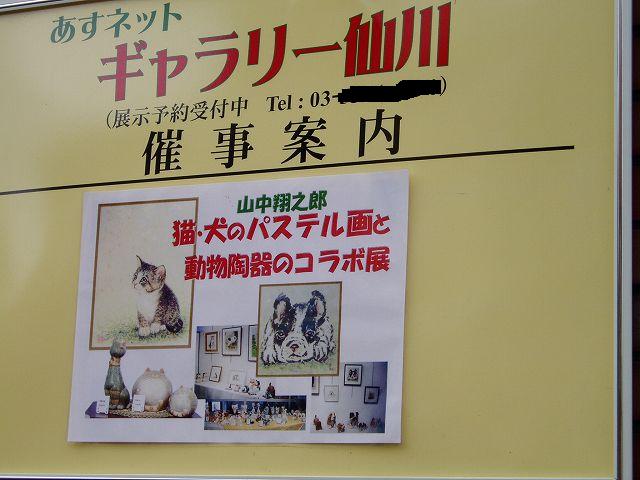 あすネット
ギャラリー仙川
(展示予約受付中 Tel : 03-
催事案内
山中翔之郎
猫・犬のパステル画と
動物陶器のコラボ展